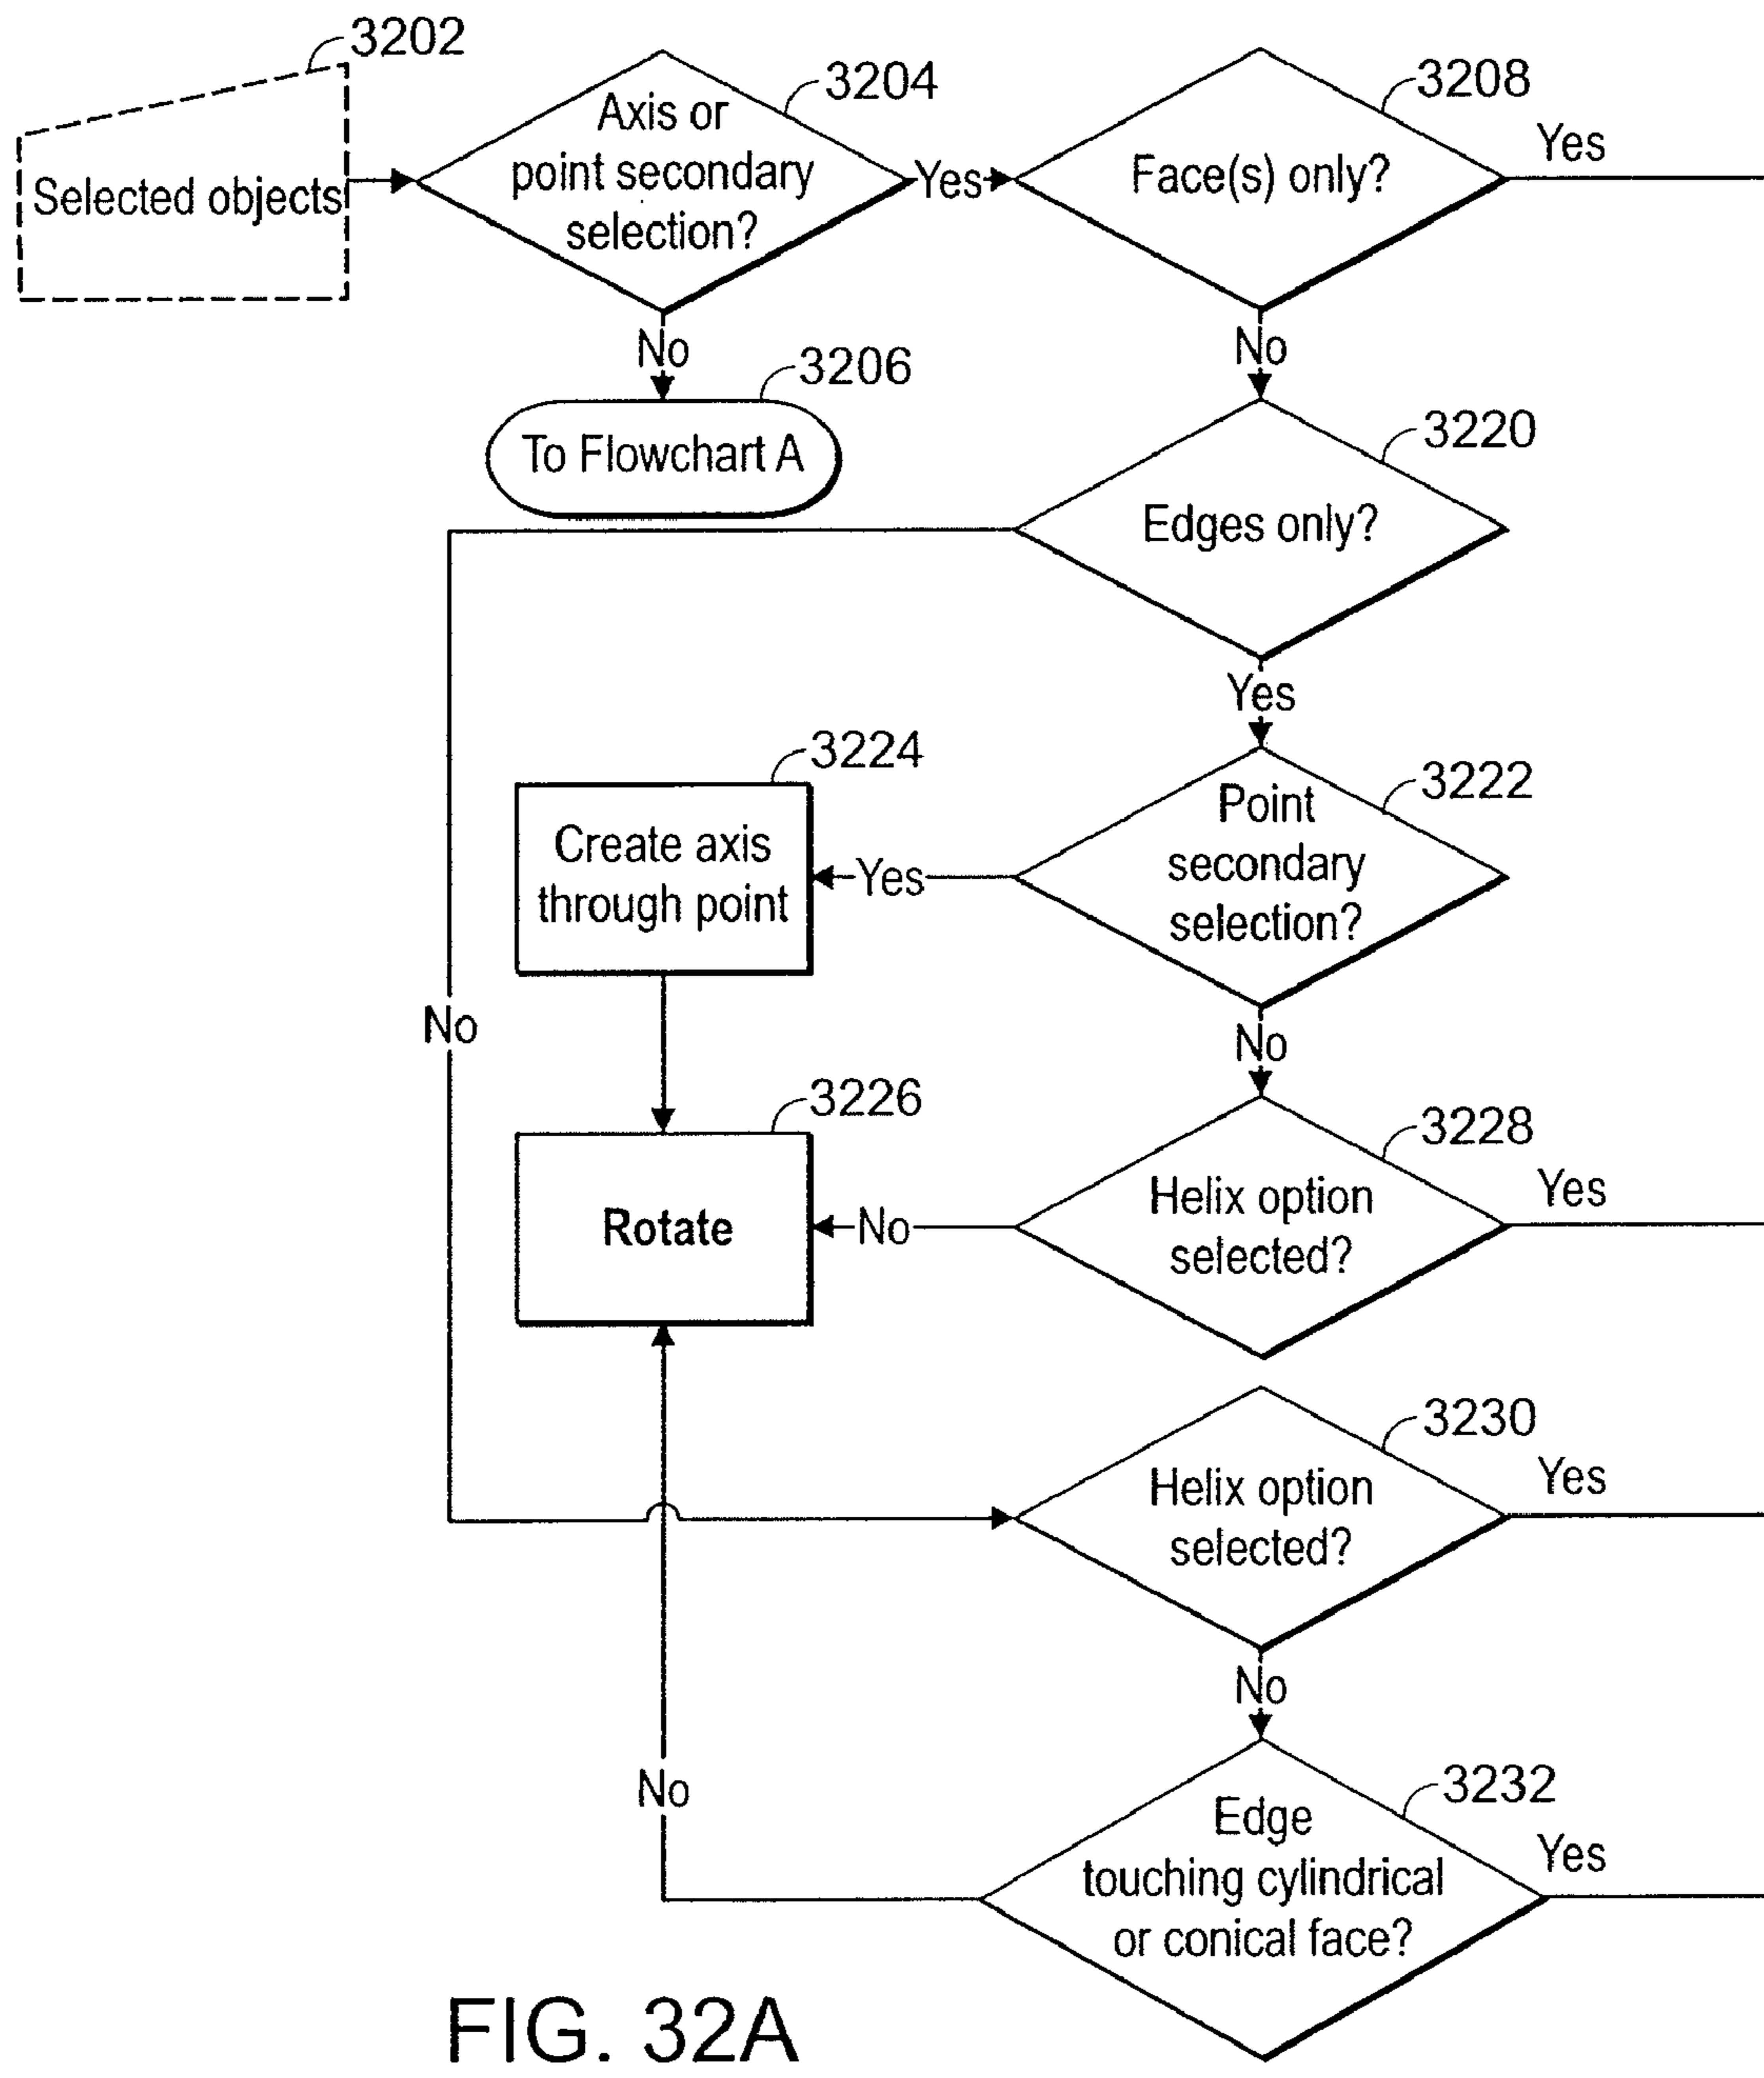 3202
Selected objects
3204
Axis or
point secondary
selection?
Yes
3208
Face(s) only?
Yes
No
3206
To Flowchart A
No
3220
Edges only?
Yes
No
3222
Point
secondary
selection?
Yes
3224
Create axis
through point
No
3226
Rotate
3228
Helix option
selected?
No
Yes
3230
Helix option
selected?
Yes
No
3232
Edge
touching cylindrical
or conical face?
Yes
No
FIG. 32A